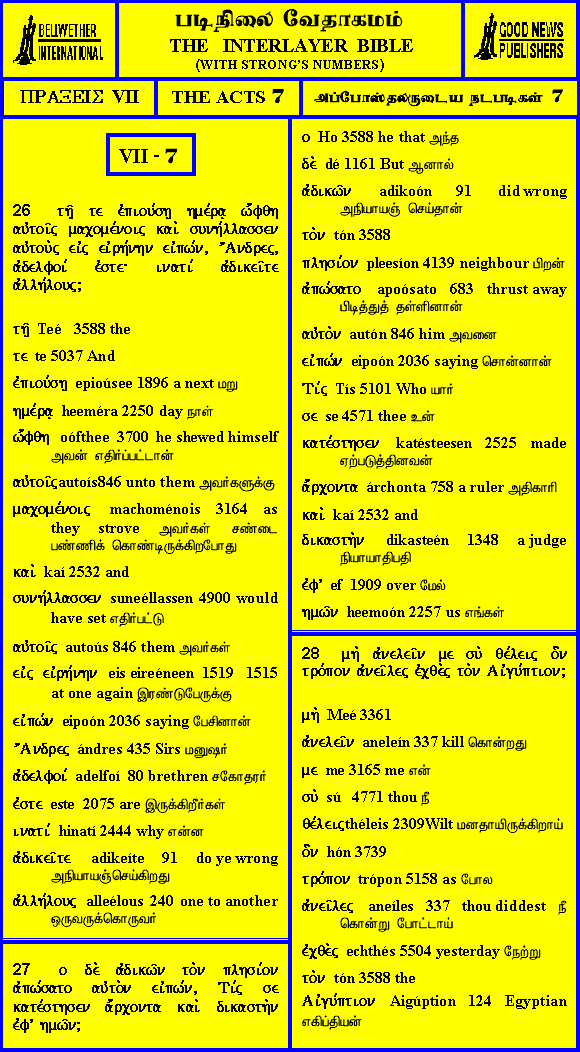 BELLWETHER
INTERNATIONAL
படிநிலை வேதாகமம்
THE INTERLAYER BIBLE
(WITH STRONG'S NUMBERS)
GOOD NEWS
PUBLISHERS
ΠΡΑΞΕΙΣ VII
THE ACTS 7
அப்போஸ்தலருடைய நடபடிகள் 7
VII - 7
26 τῇ τε ἐπιούσῃ ημέρᾳ ὤφθη
αὐτοῖς μαχομένοις καὶ συνήλλασσεν
αὐτοὺς εἰς εἰρήνην εἰπών, Ἄνδρες,
ἀδελφοί ἐστε· ινατί ἀδικεῖτε
ἀλλήλους;
τῇ Teé 3588 the
τε te 5037 And
ἐπιούσῃ epioúsee 1896 a next மறு
ημέρᾳ heeméra 2250 day நாள்
ὤφθη oófthee 3700 he shewed himself
அவன் எதிர்ப்பட்டான்
αὐτοῖς autoís846 unto them அவர்களுக்கு
μαχομένοις machoménois 3164 as
they strove அவர்கள் சண்டை
பண்ணிக் கொண்டிருக்கிறபோது
καὶ kaí 2532 and
συνήλλασσεν suneéllassen 4900 would
have set எதிர்பட்டு
αὐτοῖς autoús 846 them அவர்கள்
εἰς εἰρήνην eis eireéneen 1519 1515
at one again இரண்டுபேருக்கு
εἰπών eipoón 2036 saying பேசினான்
Ἄνδρες ándres 435 Sirs மனுஷர்
ἀδελφοί adelfoí 80 brethren சகோதரர்
ἐστε este 2075 are இருக்கிறீர்கள்
ινατί hinatí 2444 why என்ன
ἀδικεῖτε adikeíte 91 do ye wrong
அநியாயஞ்செய்கிறது
ἀλλήλους alleélous 240 one to another
ஒருவருக்கொருவர்
27 ο δὲ ἀδικῶν τὸν πλησίον
ἀπώσατο αὐτὸν εἰπών, Τίς σε
κατέστησεν ἄρχοντα καὶ δικαστὴν
ἐφ' ημῶν;
ο Ho 3588 he that அந்த
δὲ dé 1161 But ஆனால்
ἀδικῶν adikoón 91 did wrong
அநியாயஞ் செய்தான்
τὸν tón 3588
πλησίον pleesíon 4139 neighbour பிறன்
ἀπώσατο apoósato 683 thrust away
பிடித்துத் தள்ளினான்
αὐτὸν autón 846 him அவனை
εἰπών eipoón 2036 saying சொன்னான்
Τίς Tís 5101 Who யார்
σε se 4571 thee உன்
κατέστησεν katésteesen 2525 made
ஏற்படுத்தினவன்
ἄρχοντα árchonta 758 a ruler அதிகாரி
καὶ kaí 2532 and
δικαστὴν dikasteén 1348 a judge
நியாயாதிபதி
ἐφ' ef 1909 over மேல்
ημῶν heemoón 2257 us எங்கள்
28 μὴ ἀνελεῖν με σὺ θέλεις ὃν
τρόπον ἀνεῖλες ἐχθὲς τὸν Αἰγύπτιον;
μὴ Meé 3361
ἀνελεῖν aneleín 337 kill கொன்றது
με me 3165 me என்
σὺ sú 4771 thou நீ
θέλεις théleis 2309Wilt மனதாயிருக்கிறாய்
ὃν hón 3739
τρόπον trópon 5158 as போல
ἀνεῖλες aneíles 337 thou diddest நீ
கொன்று போட்டாய்
ἐχθὲς echthés 5504 yesterday நேற்று
τὸν tón 3588 the
Αἰγύπτιον Aigúption 124 Egyptian
எகிப்தியன்